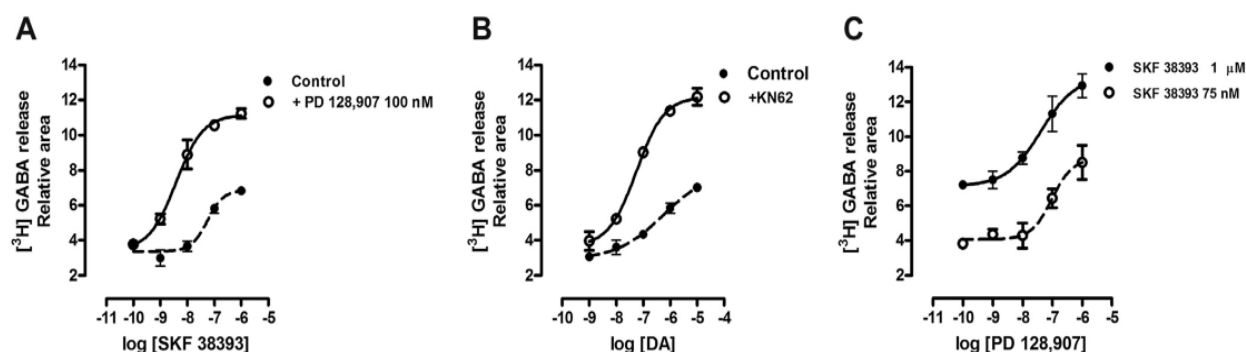 A
[³H] GABA release
Relative area
14
12
10
8
6
4
2
-11 -10 -9 -8 -7 -6 -5
log [SKF 38393]
Control
+ PD 128,907 100 nM
B
[³H] GABA release
Relative area
14
12
10
8
6
4
2
-10 -9 -8 -7 -6 -5 -4
log [DA]
Control
+KN62
C
[³H] GABA release
Relative area
14
12
10
8
6
4
2
-11 -10 -9 -8 -7 -6 -5
log [PD 128,907]
SKF 38393 1 μM
SKF 38393 75 nM